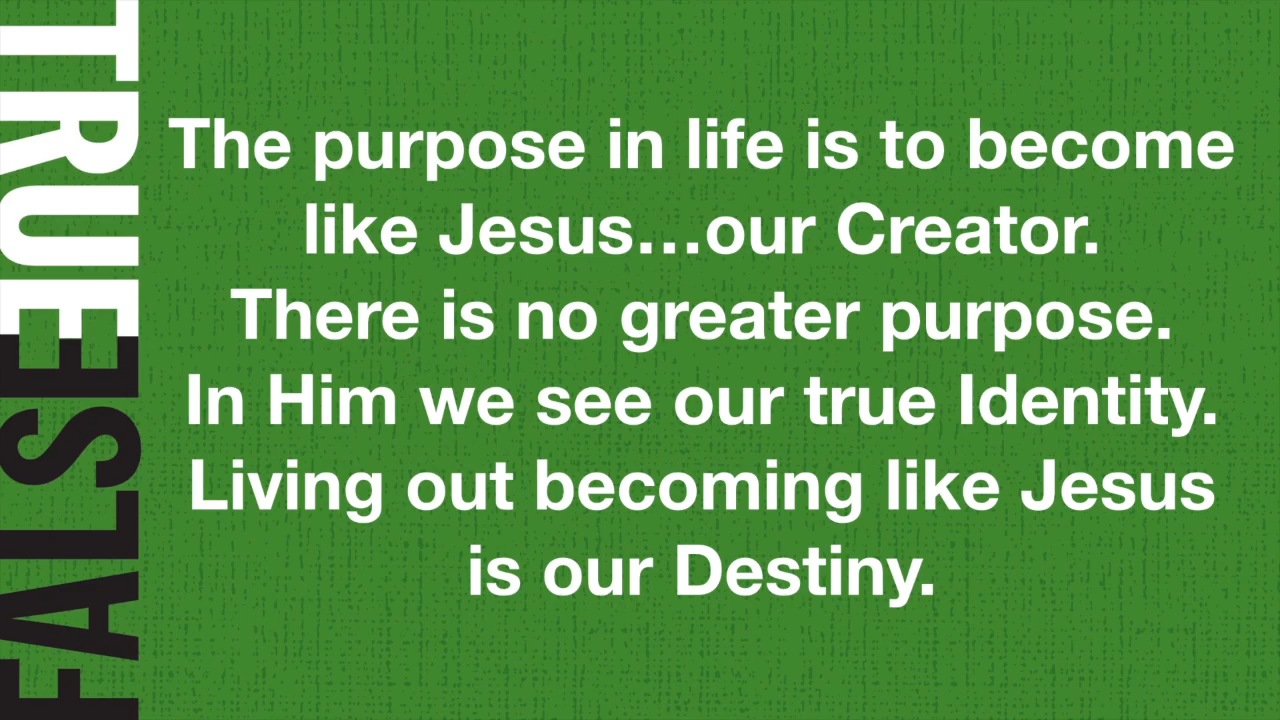 TRUE
FALSE
The purpose in life is to become
like Jesus...our Creator.
There is no greater purpose.
In Him we see our true Identity.
Living out becoming like Jesus
is our Destiny.